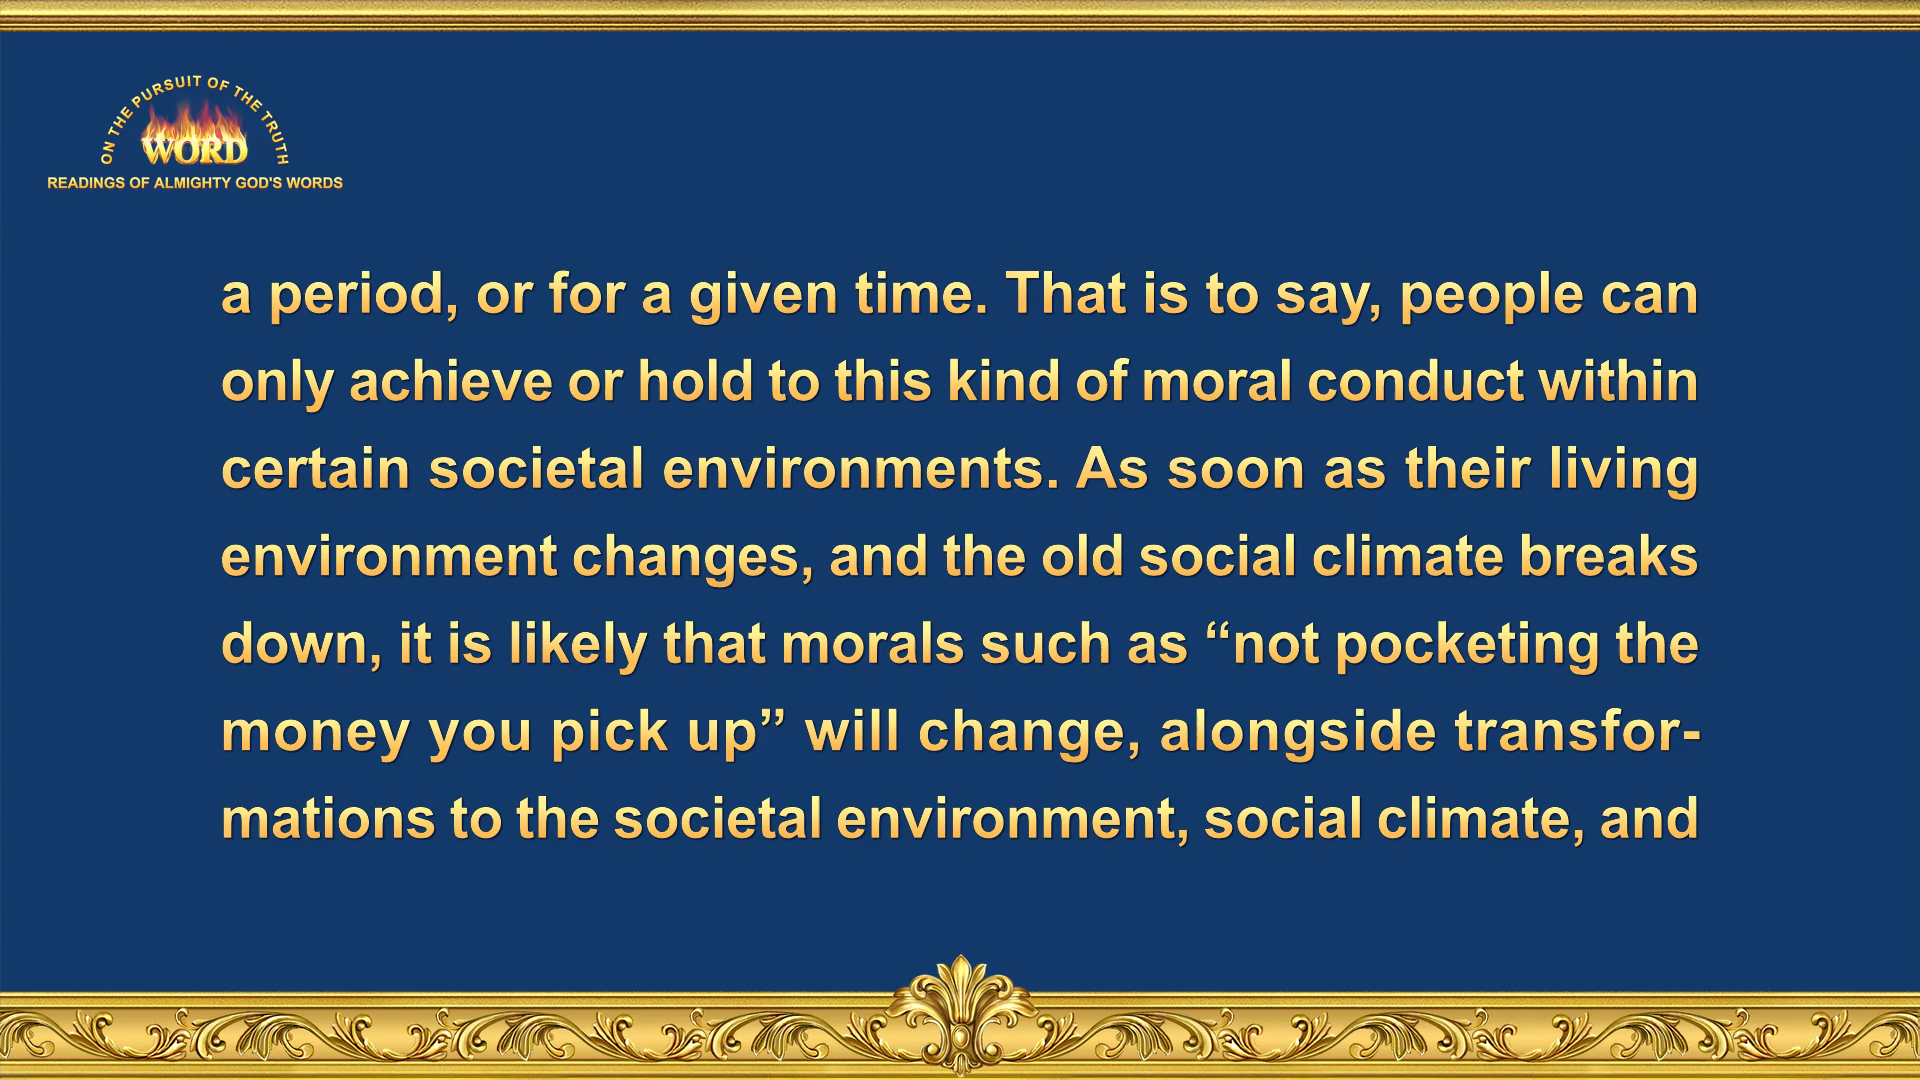 ON THE PURSUIT OF THE TRUTH
WORD
READINGS OF ALMIGHTY GOD'S WORDS
a period, or for a given time. That is to say, people can
only achieve or hold to this kind of moral conduct within
certain societal environments. As soon as their living
environment changes, and the old social climate breaks
down, it is likely that morals such as “not pocketing the
money you pick up” will change, alongside transfor-
mations to the societal environment, social climate, and